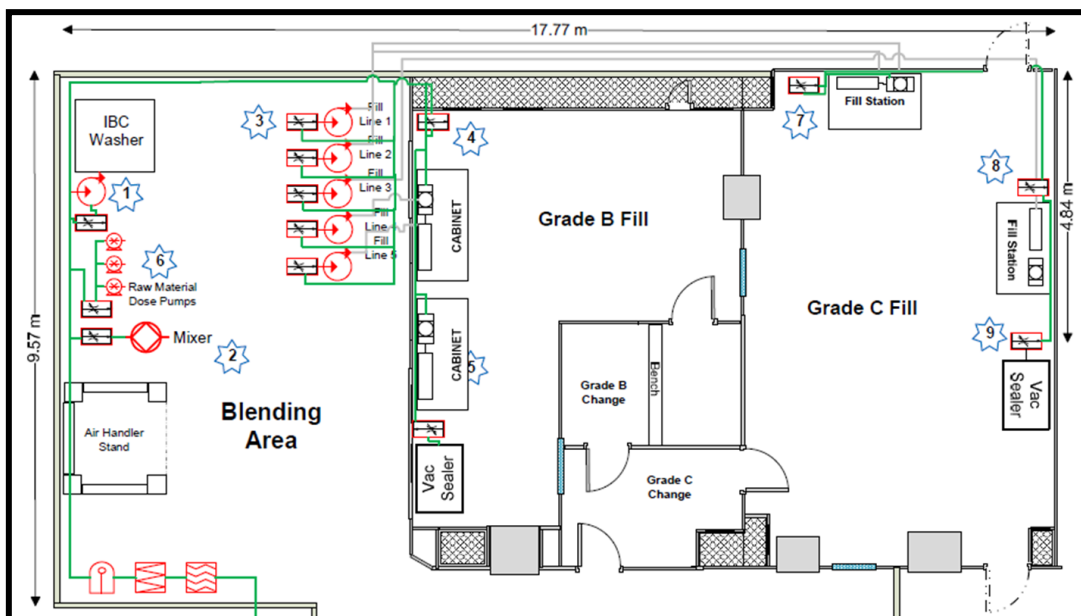 17.77 m
9.57 m
4.84 m
IBC
Washer
1
6
Raw Material
Dose Pumps
Mixer
2
Air Handler
Stand
Blending
Area
3
Fill
Line 1
Fill
Line 2
Fill
Line 3
Fill
Line
Fill
Line 5
4
CABINET
CABINET
5
Vac
Sealer
Grade B Fill
Grade B
Change
Bench
Grade C
Change
7
Fill Station
Grade C Fill
8
Fill Station
9
Vac
Sealer